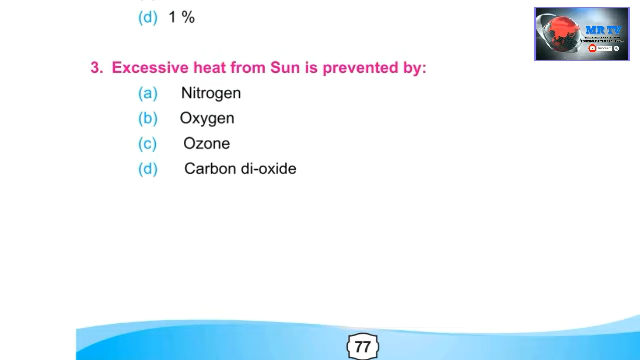 (d) 1 %
MR TV
3. Excessive heat from Sun is prevented by:
(a) Nitrogen
(b) Oxygen
(c) Ozone
(d) Carbon di-oxide
77